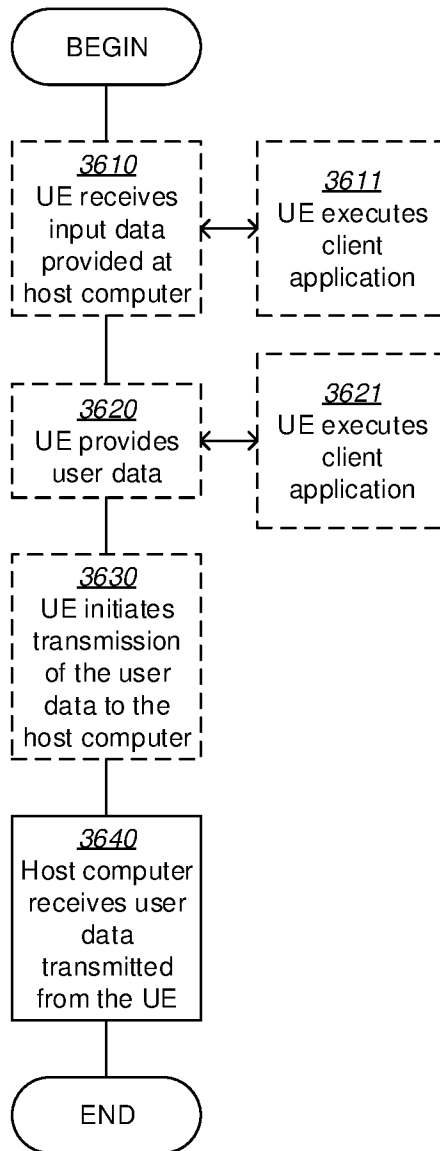 BEGIN
3610
UE receives
input data
provided at
host computer
3611
UE executes
client
application
3620
UE provides
user data
3621
UE executes
client
application
3630
UE initiates
transmission
of the user
data to the
host computer
3640
Host computer
receives user
data
transmitted
from the UE
END